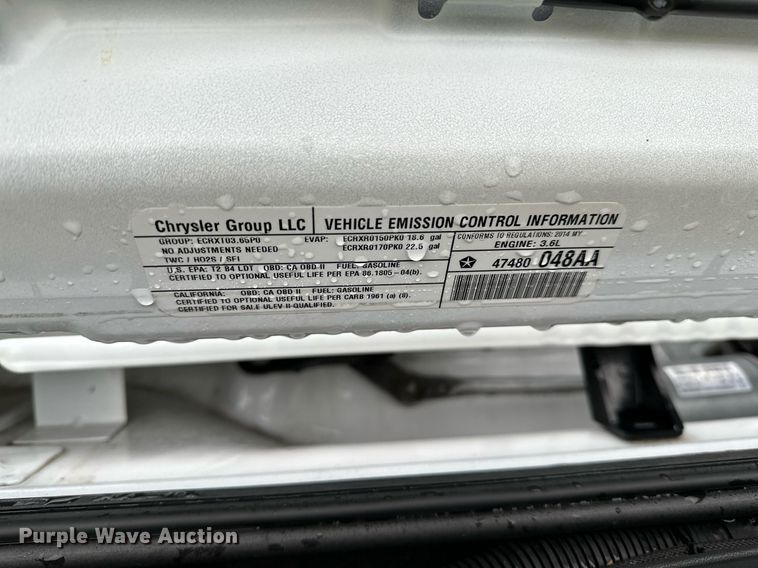 Chrysler Group LLC VEHICLE EMISSION CONTROL INFORMATION
GROUP: ECRXT03.65P0 EVAP: ECRXR0150PK0 18.6 gal CONFORMS TO REGULATIONS: 2014 MY
NO ADJUSTMENTS NEEDED ECRXR0170PK0 22.5 gal ENGINE: 3.6L
TWC / HO2S / SFI
U.S. EPA: T2 B4 LDT OBD: CA OBD II FUEL: GASOLINE 47480 048AA
CERTIFIED TO OPTIONAL USEFUL LIFE PER EPA 86.1805-04(b).
CALIFORNIA: OBD: CA OBD II FUEL: GASOLINE
CERTIFIED TO OPTIONAL USEFUL LIFE PER CARB 1961 (a) (8).
CERTIFIED FOR SALE ULEV II-QUALIFIED.
Purple Wave Auction